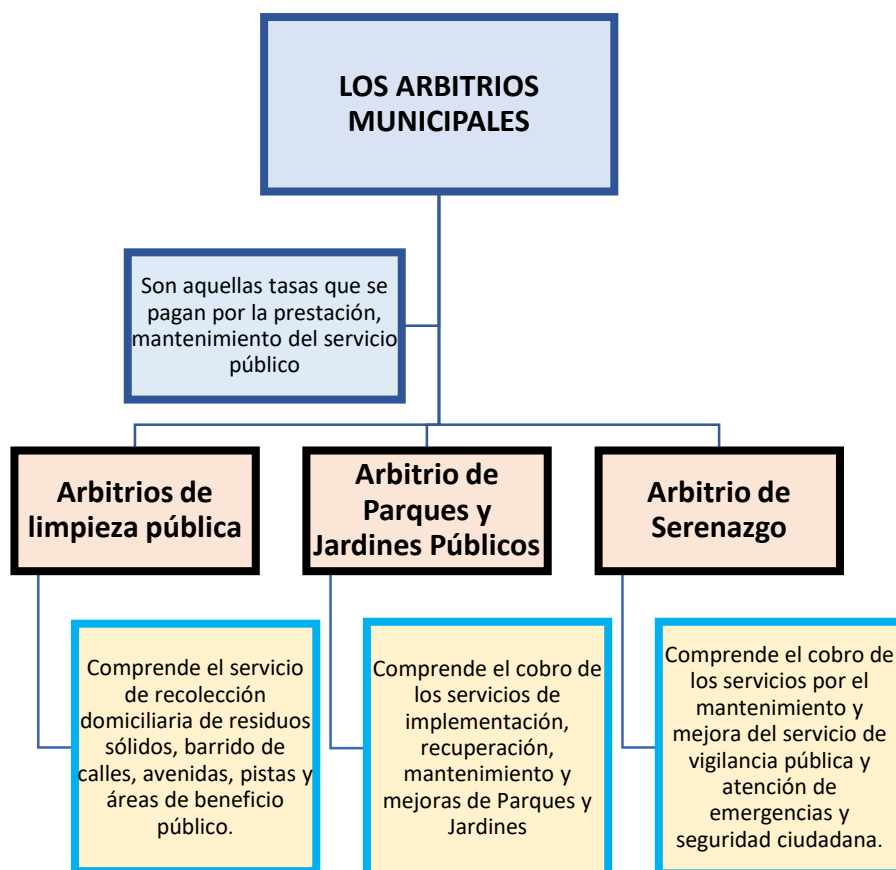 LOS ARBITRIOS
MUNICIPALES
Son aquellas tasas que se
pagan por la prestación,
mantenimiento del servicio
público
Arbitrios de
limpieza pública
Arbitrio de
Parques y
Jardines Públicos
Arbitrio de
Serenazgo
Comprende el servicio
de recolección
domiciliaria de residuos
sólidos, barrido de
calles, avenidas, pistas y
áreas de beneficio
público.
Comprende el cobro de
los servicios de
implementación,
recuperación,
mantenimiento y
mejoras de Parques y
Jardines
Comprende el cobro de
los servicios por el
mantenimiento y
mejora del servicio de
vigilancia pública y
atención de
emergencias y
seguridad ciudadana.